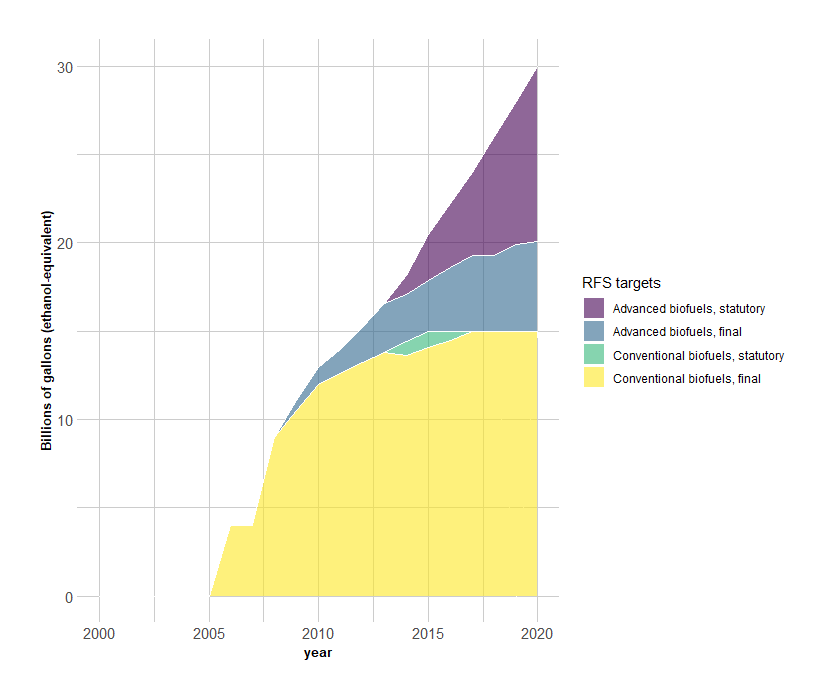 30
20
10
0
Billions of gallons (ethanol-equivalent)
2000 2005 2010 2015 2020
year
RFS targets
Advanced biofuels, statutory
Advanced biofuels, final
Conventional biofuels, statutory
Conventional biofuels, final